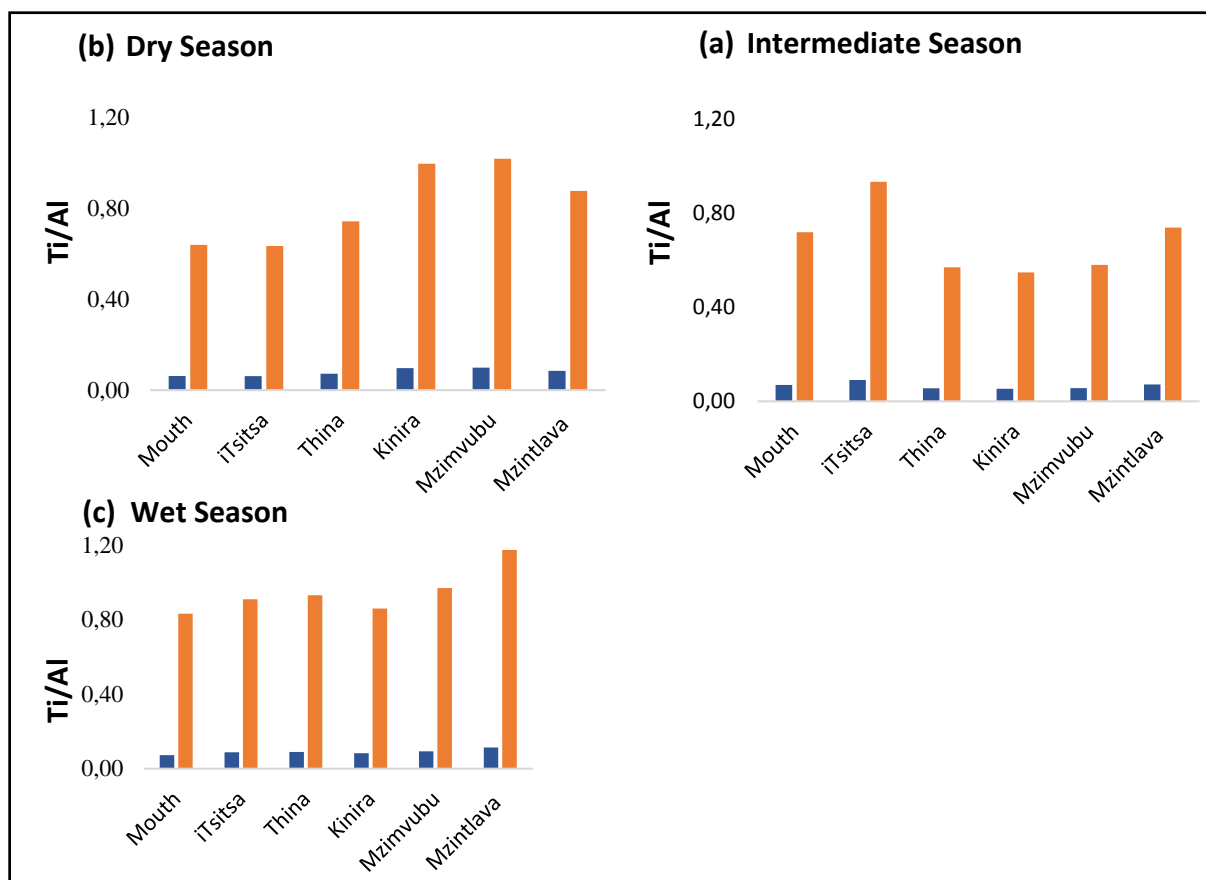 (b) Dry Season
1,20
0,80
0,40
0,00
Ti/Al
Mouth
iTsitsa
Thina
Kinira
Mzimvubu
Mzintlava
(a) Intermediate Season
1,20
0,80
0,40
0,00
Ti/Al
Mouth
iTsitsa
Thina
Kinira
Mzimvubu
Mzintlava
(c) Wet Season
1,20
0,80
0,40
0,00
Ti/Al
Mouth
iTsitsa
Thina
Kinira
Mzimvubu
Mzintlava